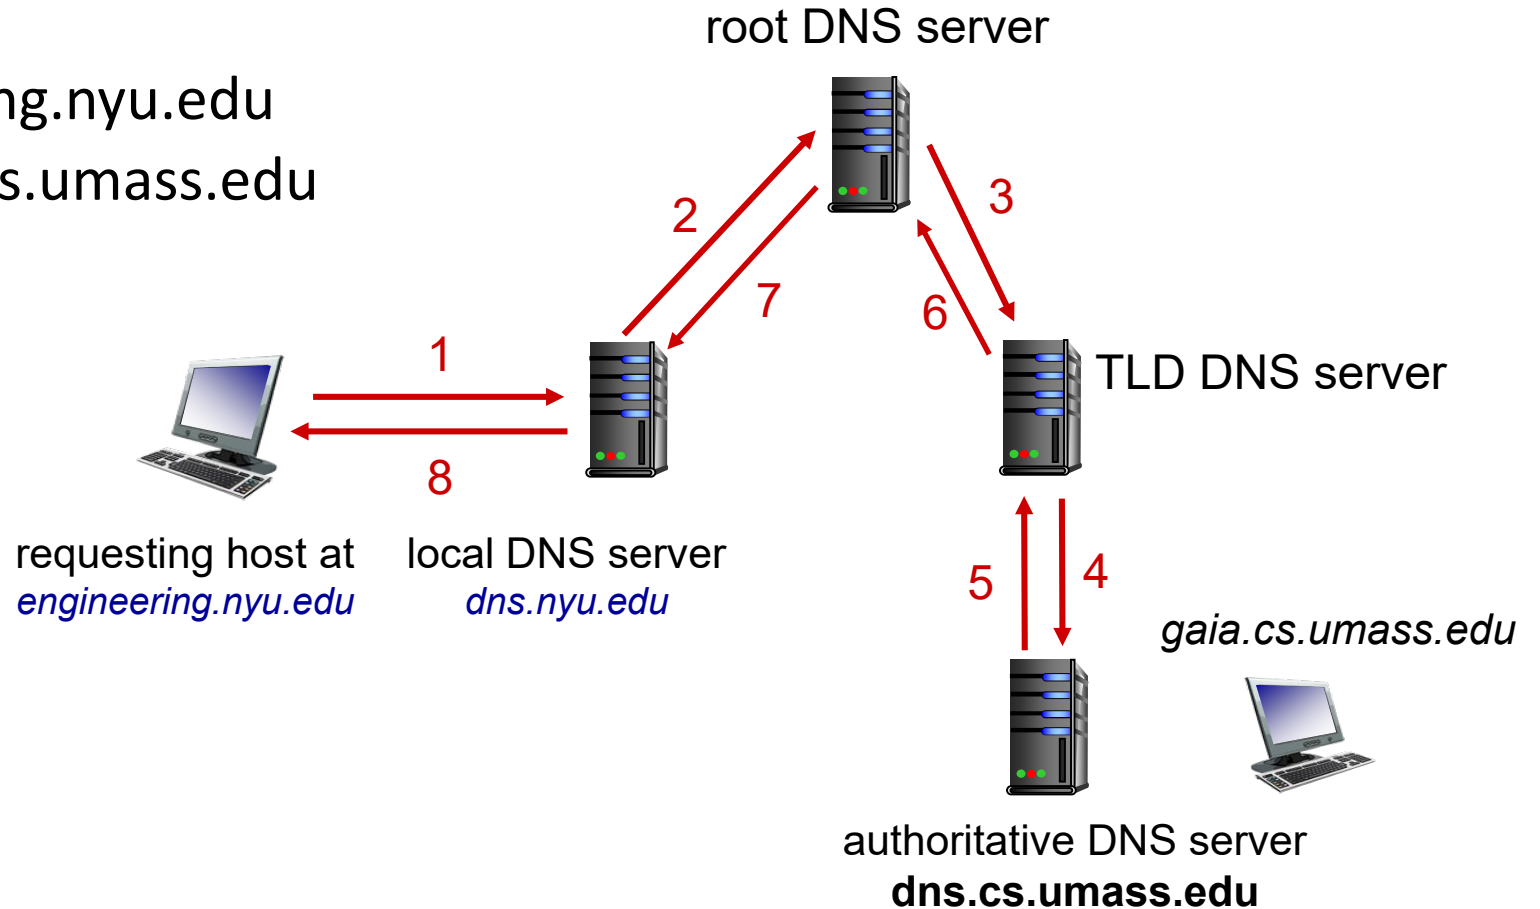 root DNS server
ng.nyu.edu
s.umass.edu
2
3
7
6
1
TLD DNS server
8
requesting host at
engineering.nyu.edu
local DNS server
dns.nyu.edu
5
4
gaia.cs.umass.edu
authoritative DNS server
dns.cs.umass.edu